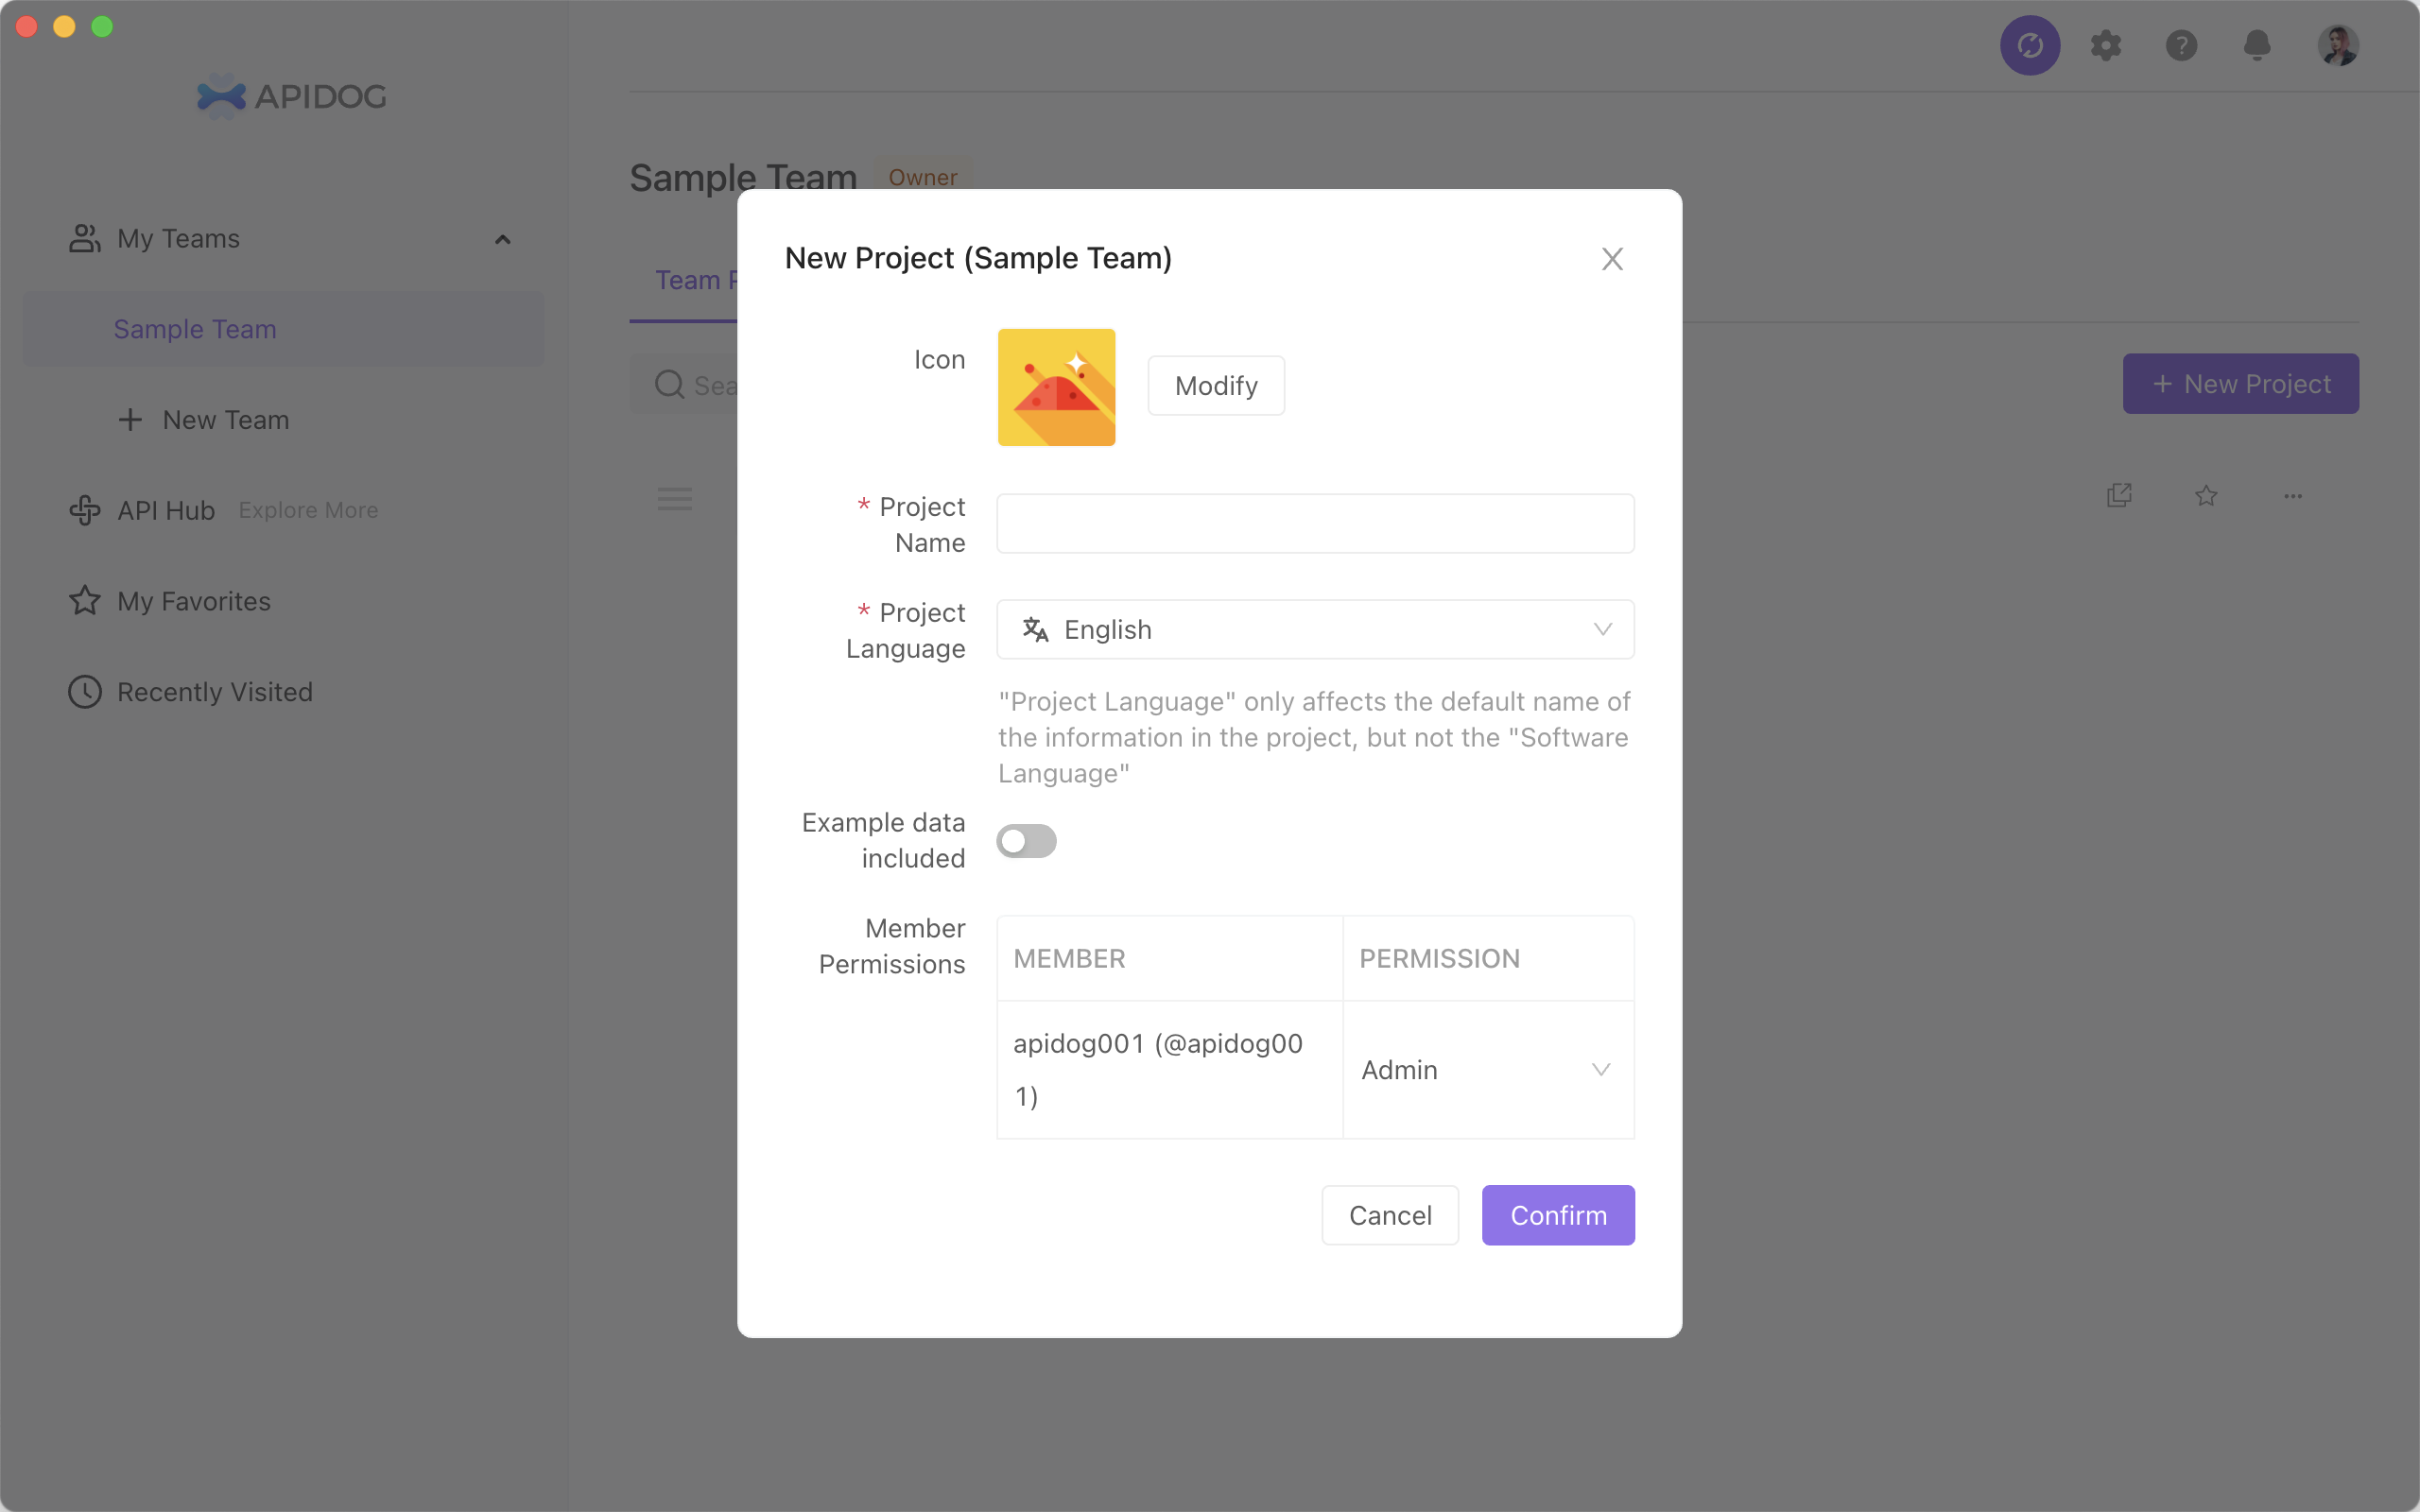 APIDOG
My Teams
Sample Team
New Team
API Hub Explore More
My Favorites
Recently Visited
Sample Team Owner
Team
New Project
New Project (Sample Team)
Icon
Modify
* Project
Name
* Project
Language
English
"Project Language" only affects the default name of
the information in the project, but not the "Software
Language"
Example data
included
Member
Permissions
MEMBER PERMISSION
apidog001 (@apidog00
1)
Admin
Cancel Confirm